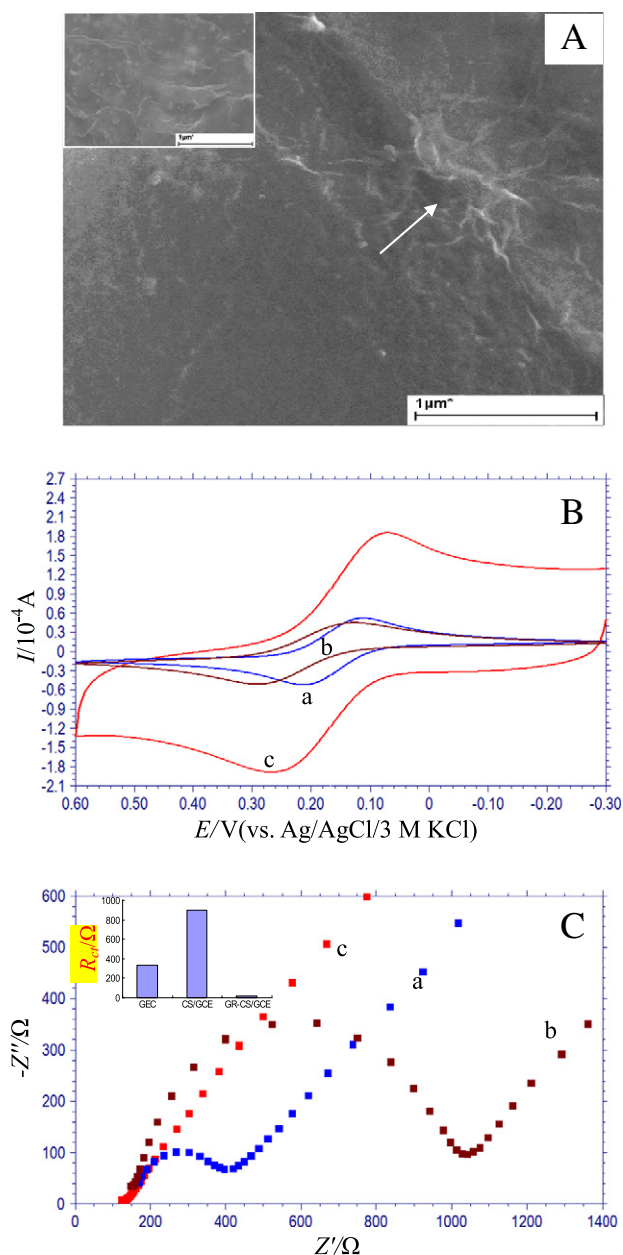 A
1μm*
1μm*
B
2.7
2.4
2.1
1.8
1.5
1.2
0.9
0.6
0.3
0
-0.3
-0.6
-0.9
-1.2
-1.5
-1.8
-2.1
I/10⁻⁴A
b
a
c
0.60 0.50 0.40 0.30 0.20 0.10 0 -0.10 -0.20 -0.30
E/V(vs. Ag/AgCl/3 M KCl)
C
600
500
400
300
200
100
0
-Z''/Ω
Rct/Ω
1000
800
600
400
200
0
GEC CS/GCE GR-CS/GCE
c
a
b
0 200 400 600 800 1000 1200 1400
Z'/Ω